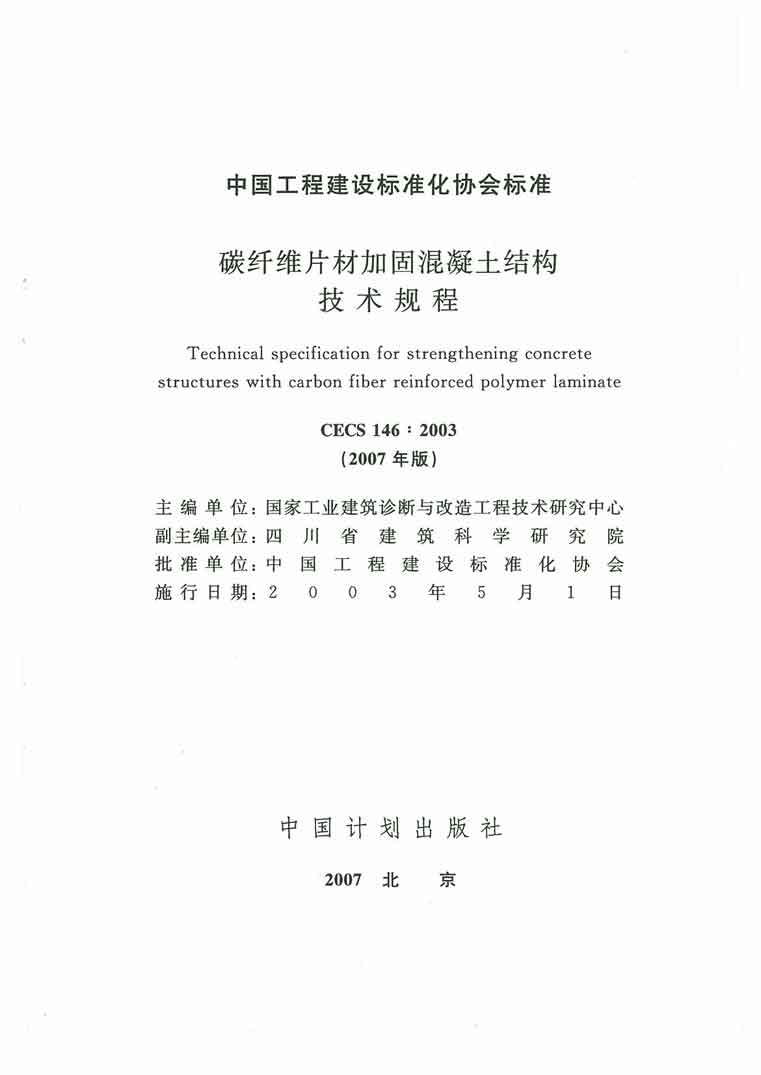 中国工程建设标准化协会标准
碳纤维片材加固混凝土结构
技术规程
Technical specification for strengthening concrete
structures with carbon fiber reinforced polymer laminate
CECS 146：2003
(2007 年版)
主编单位：国家工业建筑诊断与改造工程技术研究中心
副主编单位：四川省建筑科学研究院
批准单位：中国工程建设标准化协会
施行日期：2003年5月1日
中国计划出版社
2007 北 京